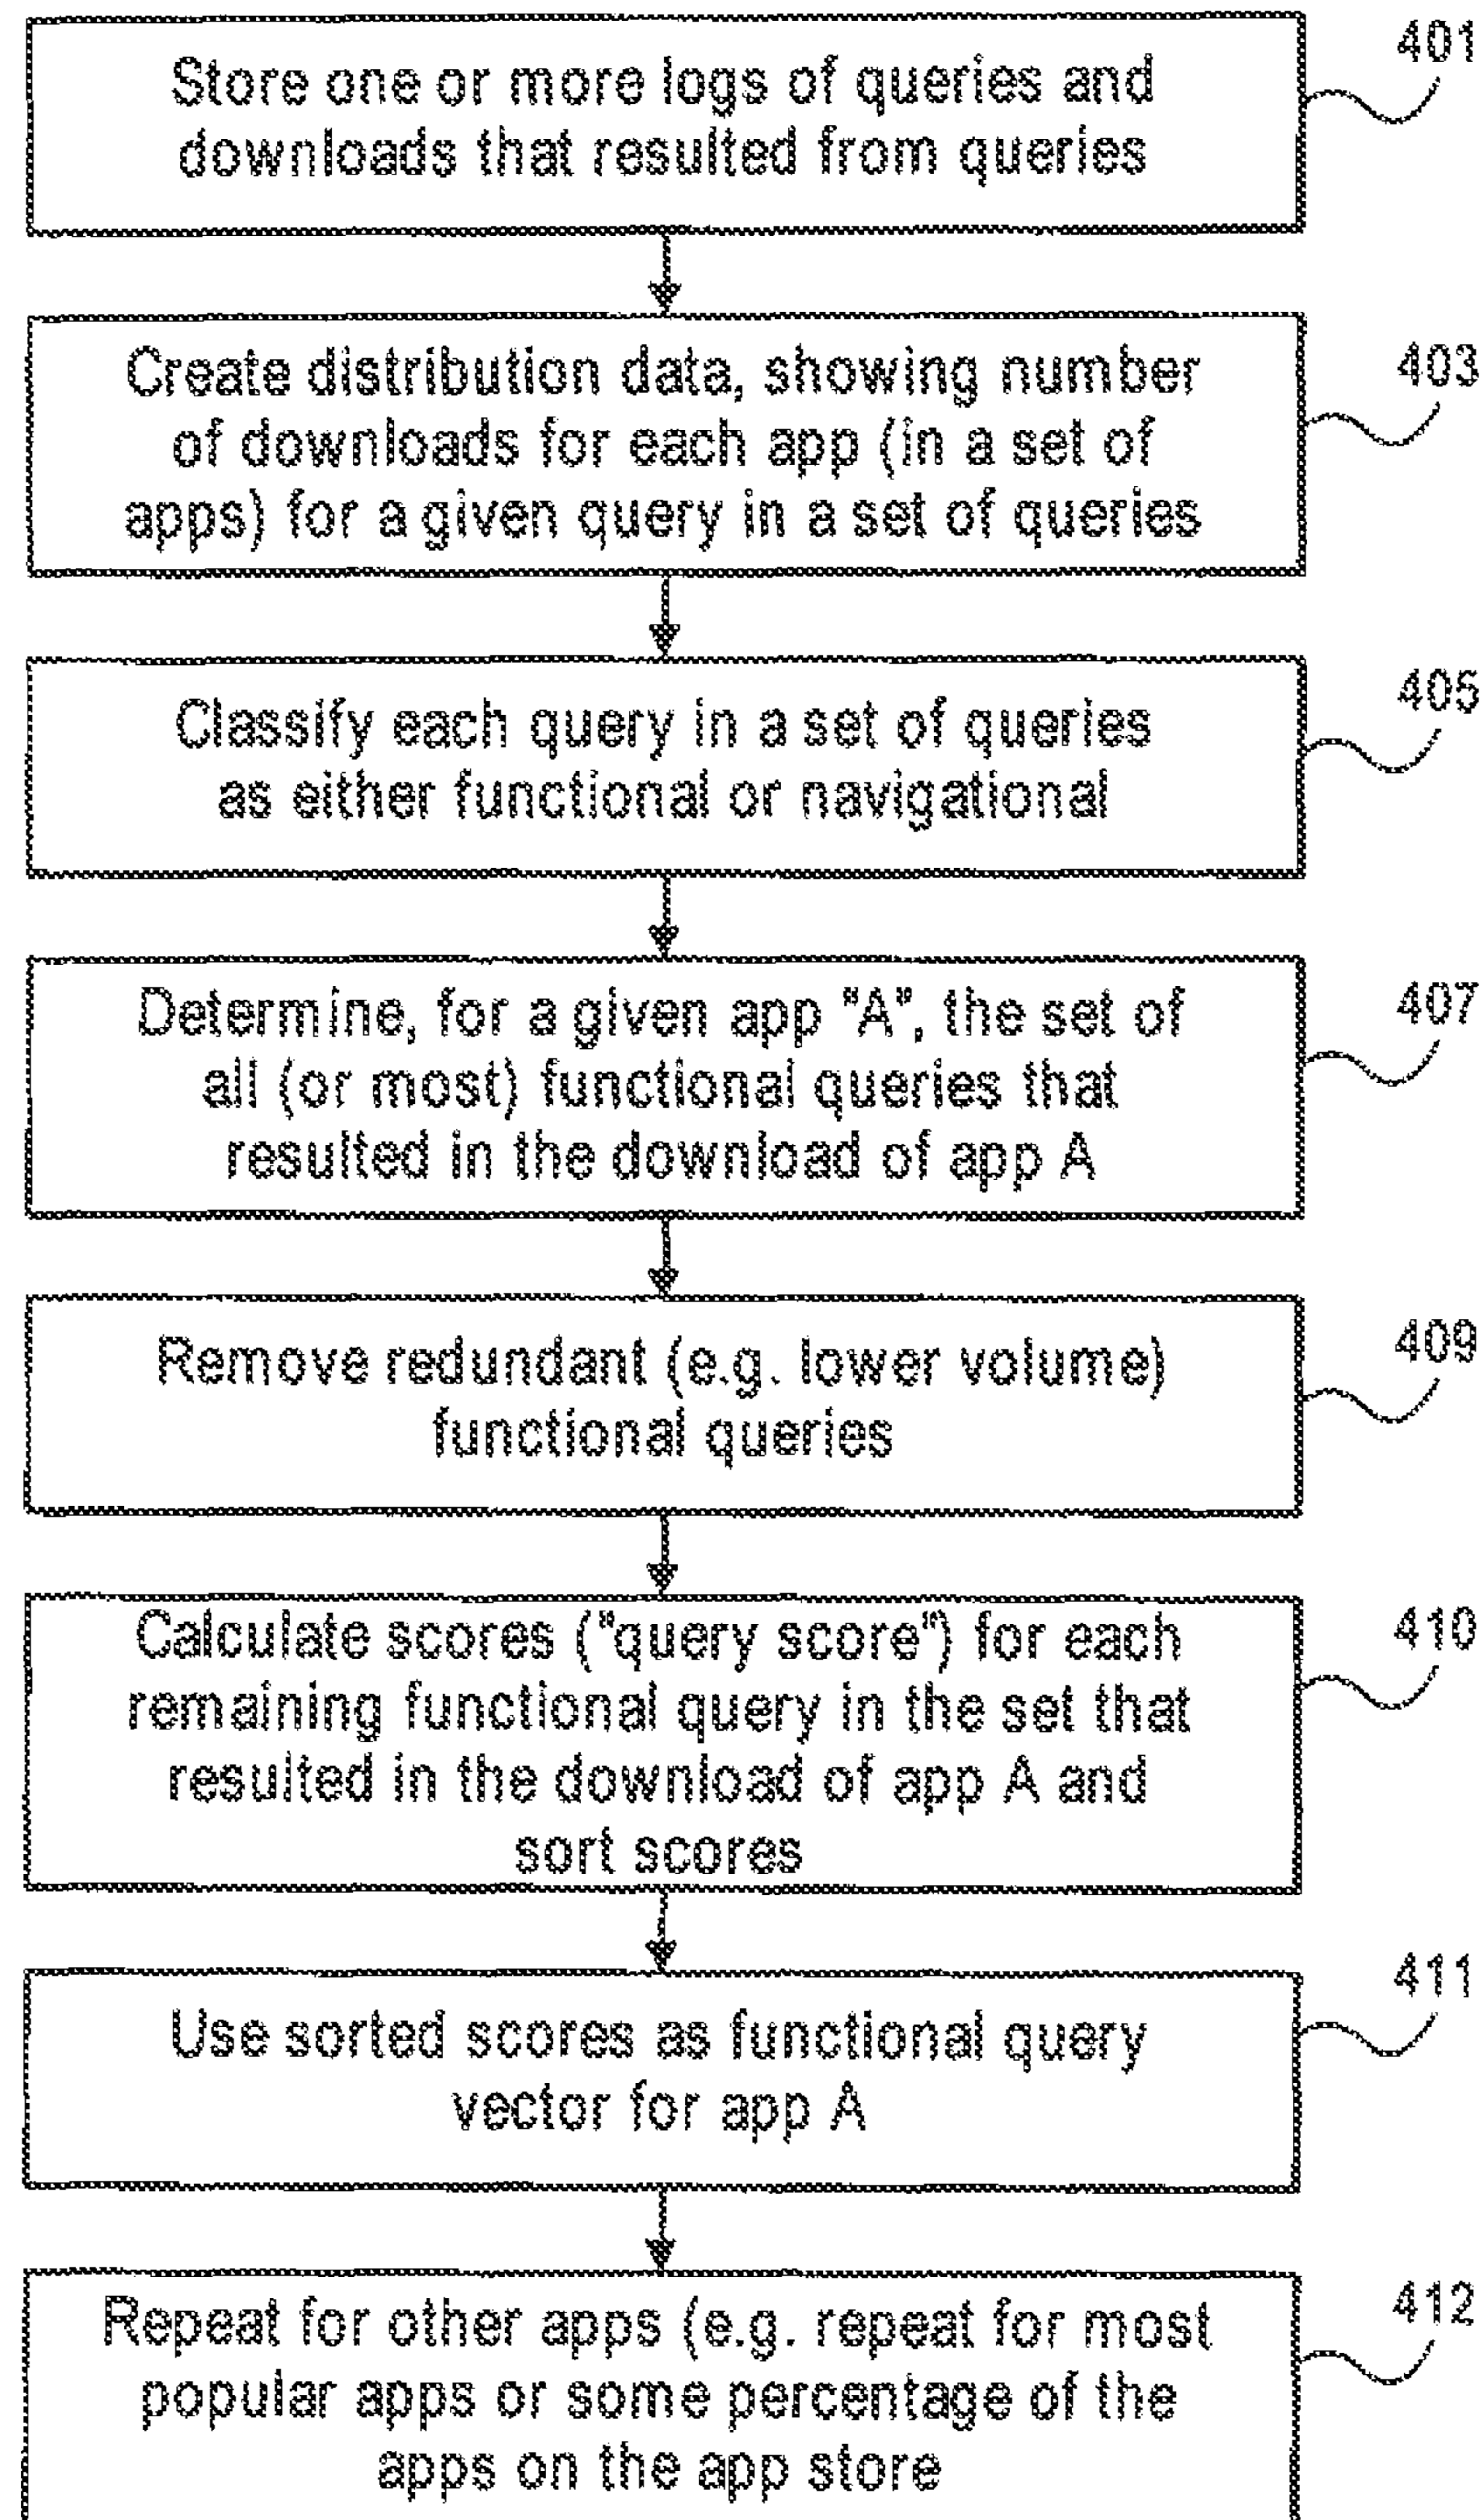 Store one or more logs of queries and
downloads that resulted from queries
401
Create distribution data, showing number
of downloads for each app (in a set of
apps) for a given query in a set of queries
403
Classify each query in a set of queries
as either functional or navigational
405
Determine, for a given app "A", the set of
all (or most) functional queries that
resulted in the download of app A
407
Remove redundant (e.g. lower volume)
functional queries
409
Calculate scores ("query score") for each
remaining functional query in the set that
resulted in the download of app A and
sort scores
410
Use sorted scores as functional query
vector for app A
411
Repeat for other apps (e.g. repeat for most
popular apps or some percentage of the
apps on the app store
412